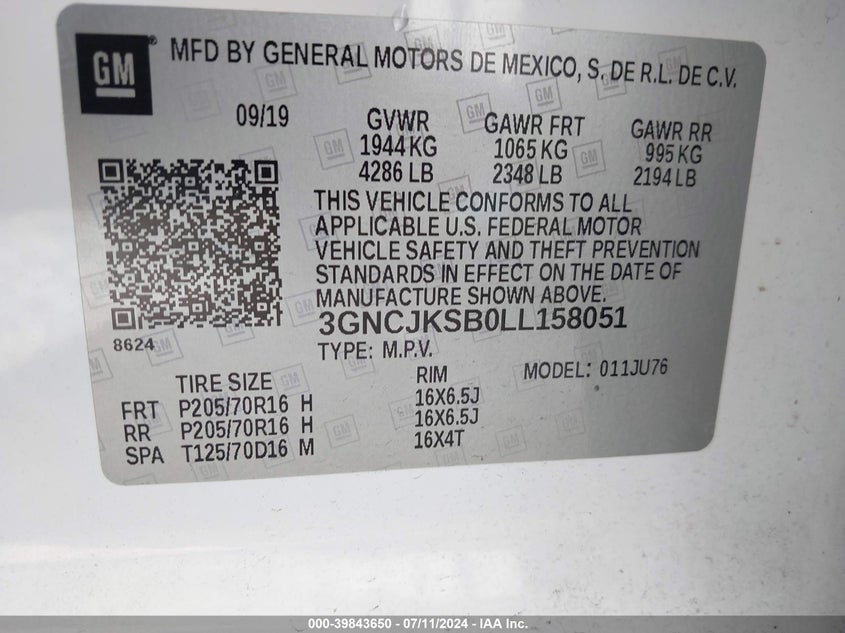 GM
MFD BY GENERAL MOTORS DE MEXICO, S. DE R.L. DE C.V.
09/19
GVWR GAWR FRT GAWR RR
1944 KG 1065 KG 995 KG
4286 LB 2348 LB 2194 LB
THIS VEHICLE CONFORMS TO ALL
APPLICABLE U.S. FEDERAL MOTOR
VEHICLE SAFETY AND THEFT PREVENTION
STANDARDS IN EFFECT ON THE DATE OF
MANUFACTURE SHOWN ABOVE.
3GNCJKSB0LL158051
8624
TYPE: M.P.V.
MODEL: 011JU76
TIRE SIZE RIM
FRT P205/70R16 H 16X6.5J
RR P205/70R16 H 16X6.5J
SPA T125/70D16 M 16X4T
000-39843650 - 07/11/2024 - IAA Inc.